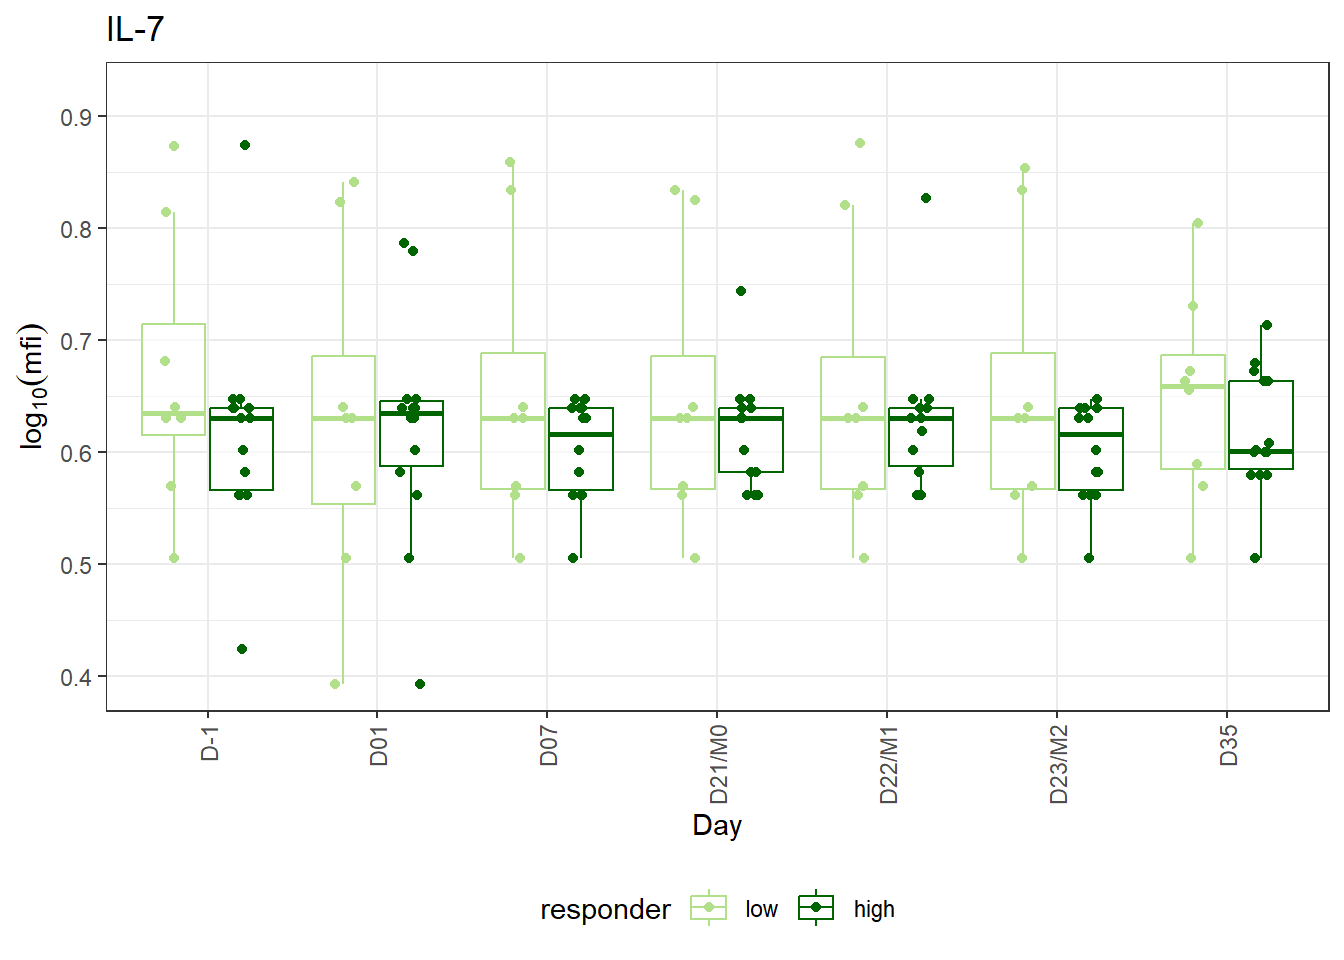 IL-7
log10(mfi)
0.9
0.8
0.7
0.6
0.5
0.4
D-1
D01
D07
D21/M0
D22/M1
D23/M2
D35
Day
responder low high